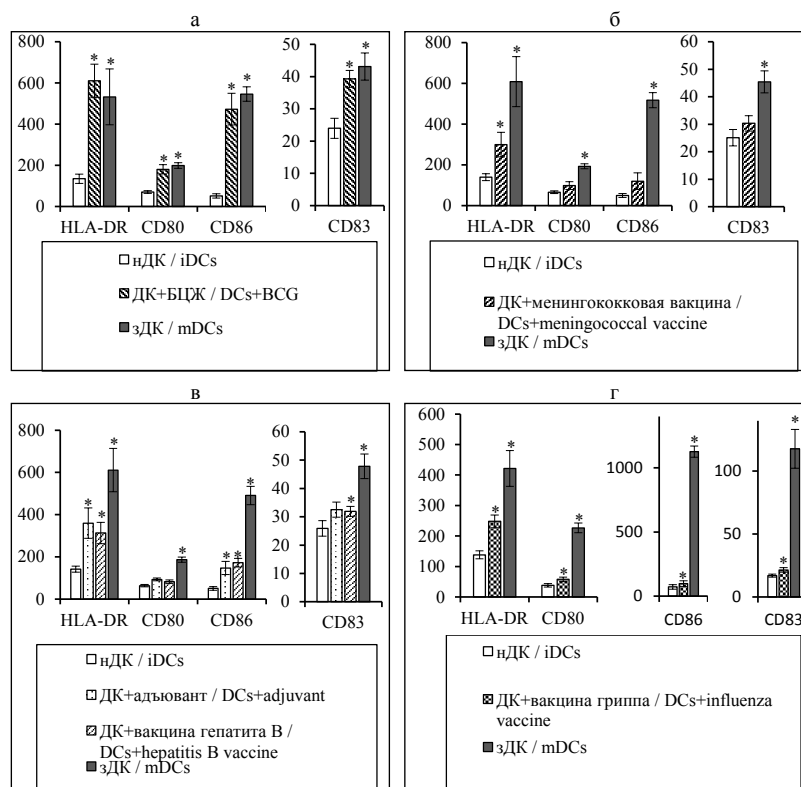 а
800
600
400
200
0
* * * * * *
HLA-DR CD80 CD86
50
40
30
20
10
0
* *
CD83
нДК / iDCs
ДК+БЦЖ / DCs+BCG
зДК / mDCs
б
800
600
400
200
0
* * * *
HLA-DR CD80 CD86
60
50
40
30
20
10
0
*
CD83
нДК / iDCs
ДК+менингококковая вакцина /
DCs+meningococcal vaccine
зДК / mDCs
в
800
600
400
200
0
* * * * * * *
HLA-DR CD80 CD86
60
50
40
30
20
10
0
* *
CD83
нДК / iDCs
ДК+адъювант / DCs+adjuvant
ДК+вакцина гепатита В /
DCs+hepatitis B vaccine
зДК / mDCs
г
600
500
400
300
200
100
0
* * * *
HLA-DR CD80
1000
500
0
* *
CD86
100
50
0
* *
CD83
нДК / iDCs
ДК+вакцина гриппа / DCs+influenza
vaccine
зДК / mDCs